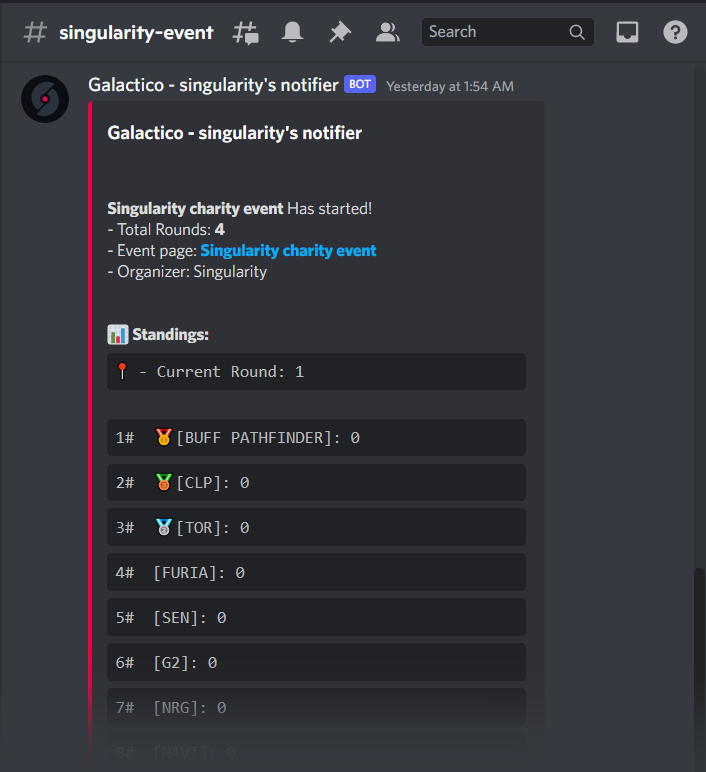 # singularity-event
Search
Galactico - singularity's notifier BOT Yesterday at 1:54 AM
Galactico - singularity's notifier
Singularity charity event Has started!
- Total Rounds: 4
- Event page: Singularity charity event
- Organizer: Singularity
Standings:
- Current Round: 1
1# [BUFF PATHFINDER]: 0
2# [CLP]: 0
3# [TOR]: 0
4# [FURIA]: 0
5# [SEN]: 0
6# [G2]: 0
7# [NRG]: 0
8# [NAVI]: 0